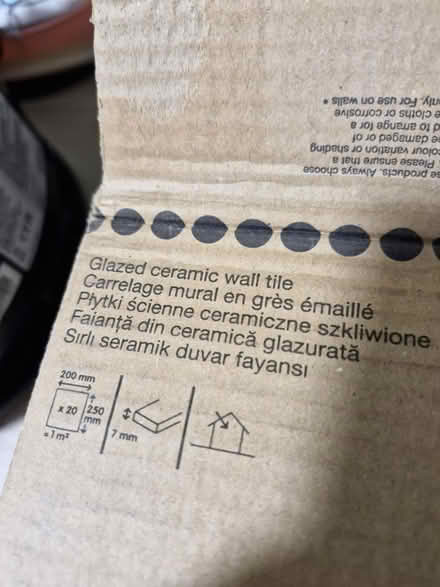 products. Always choose
Please ensure that a
colour variation or shading
damaged or of
to arrange for a
cloths or corrosive
For use on walls *
Glazed ceramic wall tile
Carrelage mural en grès émaillé
Płytki ścienne ceramiczne szkliwione
Faianță din ceramică glazurată
Sırlı seramik duvar fayansı
200 mm
x 20
250
mm
= 1 m²
7 mm